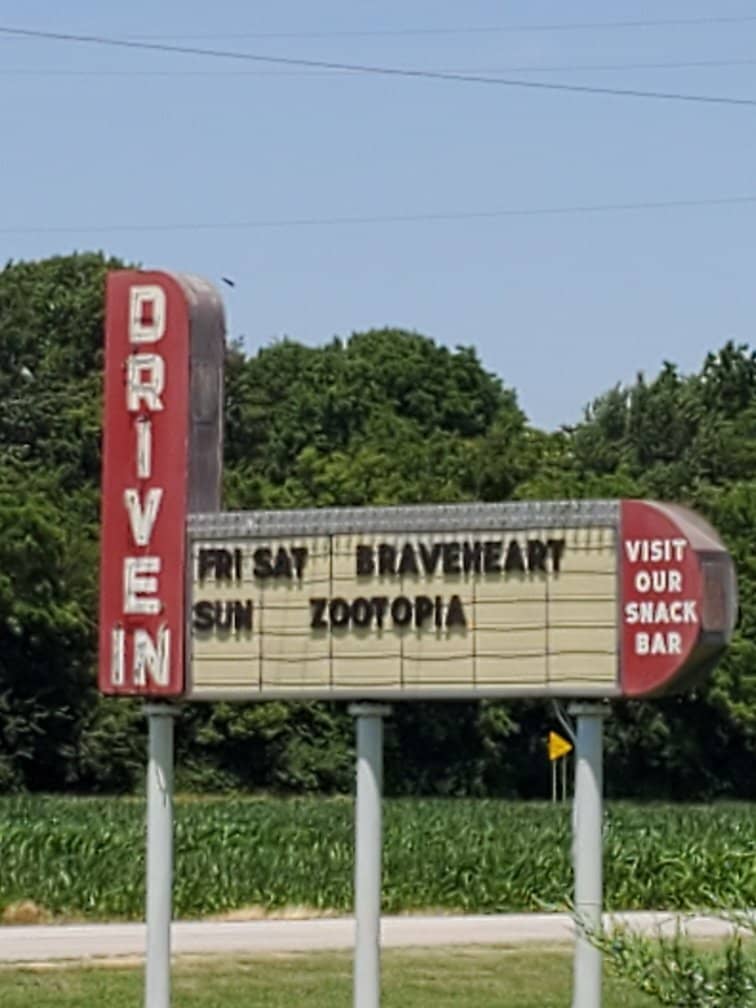 DRIVE
IN
FRI SAT BRAVEHEART
SUN ZOOTOPIA
VISIT
OUR
SNACK
BAR